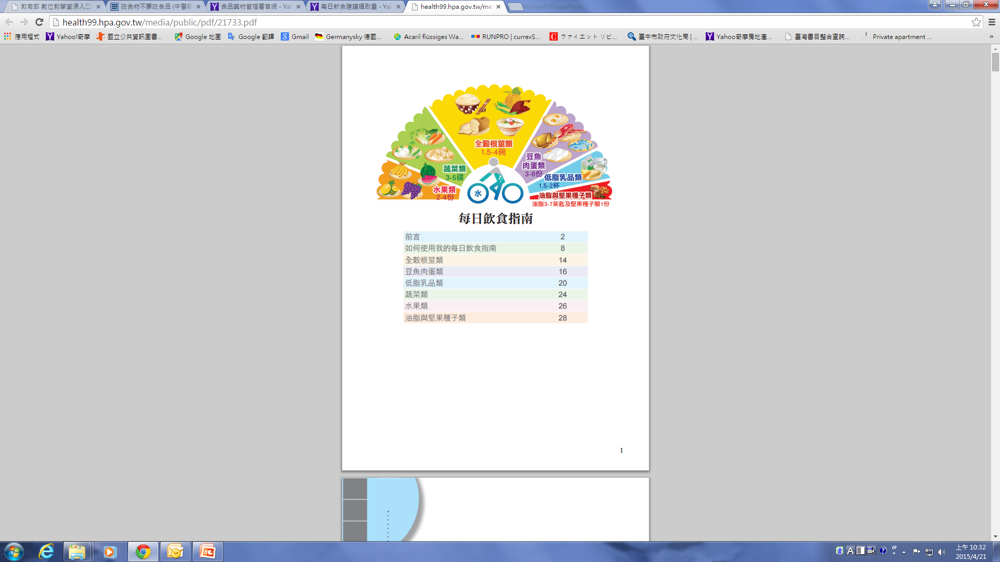 教育部 數位教學資源入口
吃食物不要吃食品 (中醫
食品藥物管理署官網 - Ya
每日飲食建議攝取量 - Ya
health99.hpa.gov.tw/me
health99.hpa.gov.tw/media/public/pdf/21733.pdf
應用程式
Yahoo!奇摩
國立公共資訊圖書...
Google 地圖
Google 翻譯
Gmail
Germanysky 德國...
Acaril flüssiges Wa...
RUNPRO | currexS...
クァイエット リビ...
臺中市政府文化局 | ...
Yahoo奇摩房地產...
臺灣書目整合查詢...
Private apartment ...
»
全穀根莖類
1.5-4碗
豆魚
肉蛋類
3-8份
蔬菜類
3-5碟
低脂乳品類
1.5-2杯
水果類
2-4份
水
油脂與堅果種子類
油脂3-7茶匙及堅果種子類1份
每日飲食指南
前言 2
如何使用我的每日飲食指南 8
全穀根莖類 14
豆魚肉蛋類 16
低脂乳品類 20
蔬菜類 24
水果類 26
油脂與堅果種子類 28
1
上午 10:32
2015/4/21